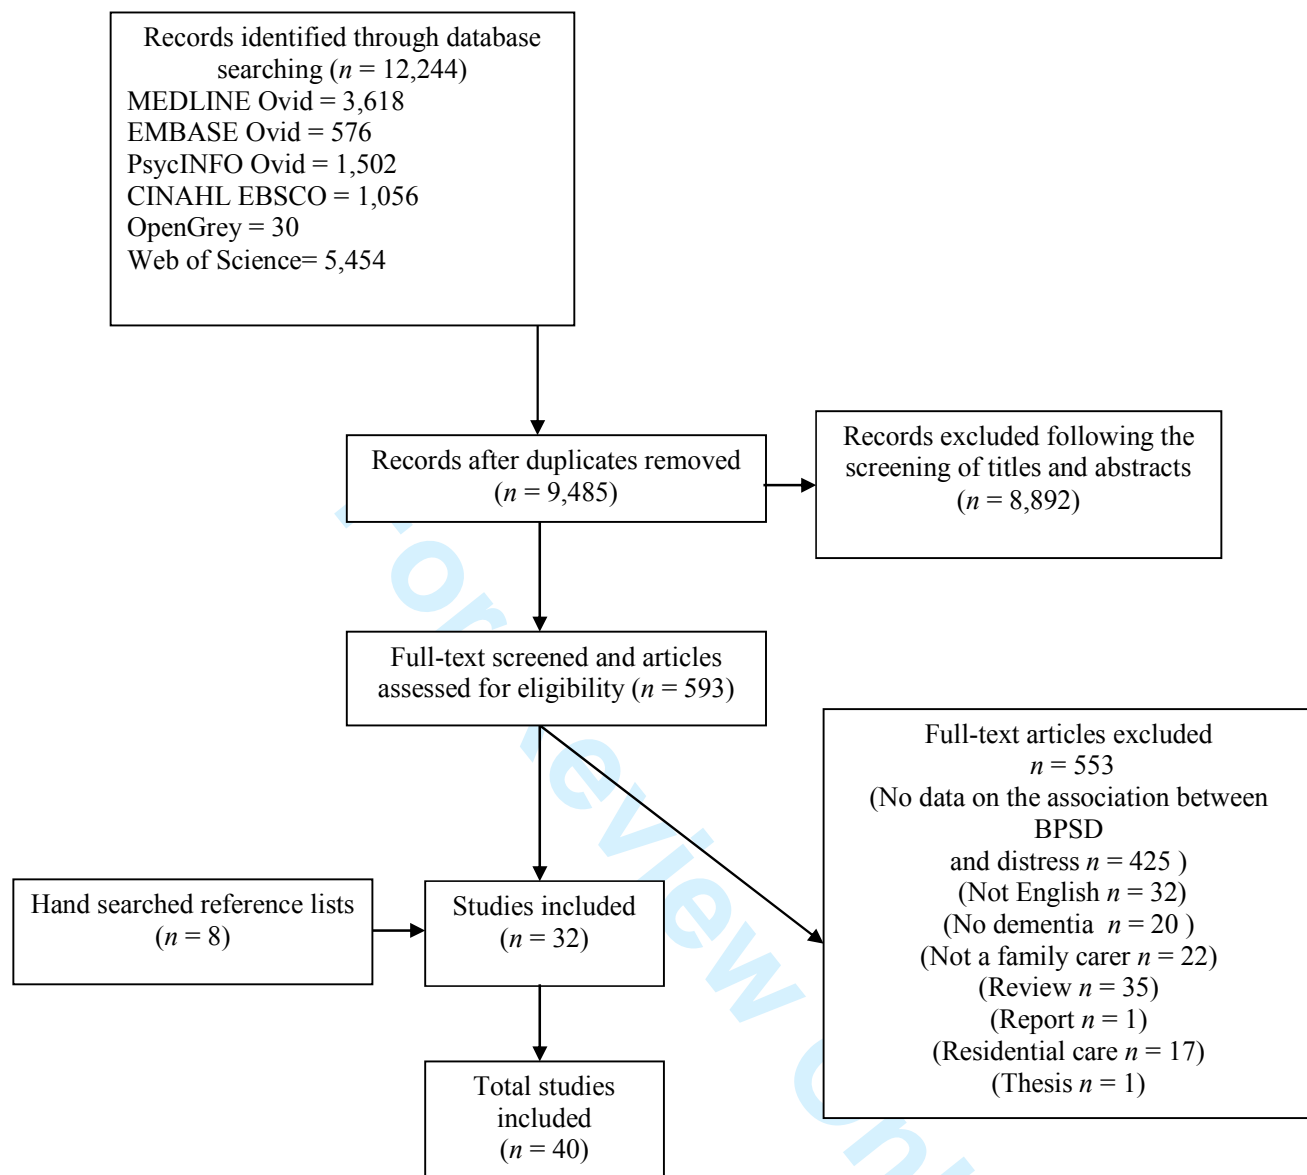 Records identified through database
searching (n = 12,244)
MEDLINE Ovid = 3,618
EMBASE Ovid = 576
PsycINFO Ovid = 1,502
CINAHL EBSCO = 1,056
OpenGrey = 30
Web of Science= 5,454
Records after duplicates removed
(n = 9,485)
Records excluded following the
screening of titles and abstracts
(n = 8,892)
Full-text screened and articles
assessed for eligibility (n = 593)
Full-text articles excluded
n = 553
(No data on the association between
BPSD
and distress n = 425 )
(Not English n = 32)
(No dementia n = 20 )
(Not a family carer n = 22)
(Review n = 35)
(Report n = 1)
(Residential care n = 17)
(Thesis n = 1)
Hand searched reference lists
(n = 8)
Studies included
(n = 32)
Total studies
included
(n = 40)